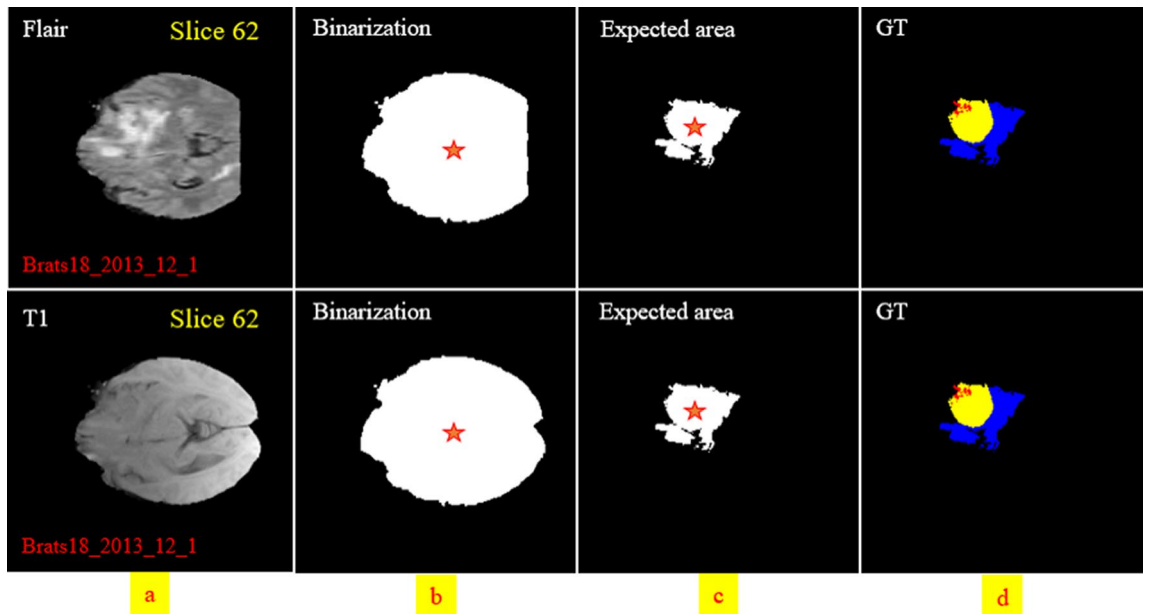 Flair Slice 62 Binarization Expected area GT
Brats18_2013_12_1
T1 Slice 62 Binarization Expected area GT
Brats18_2013_12_1
a b c d